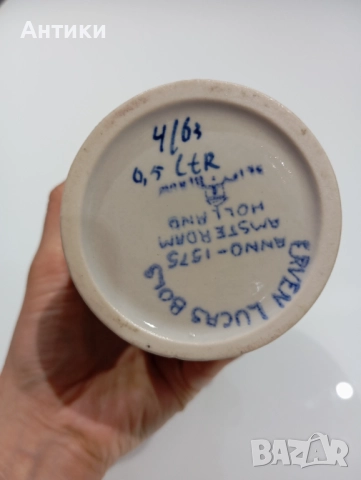 Антики
4/63
0,5 LtR
HOLLAND
AMSTERDAM
ANNO-1575
ERVEN LUCAS BOLS
BAZAR